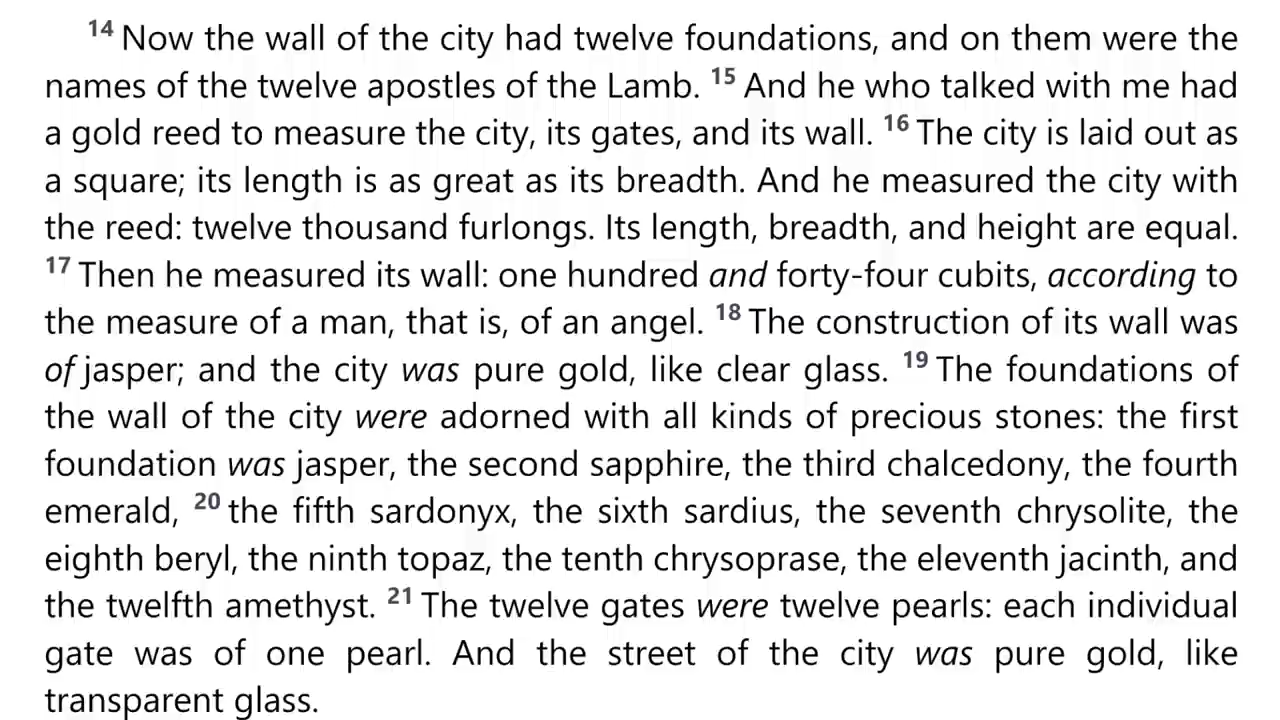 14 Now the wall of the city had twelve foundations, and on them were the
names of the twelve apostles of the Lamb. 15 And he who talked with me had
a gold reed to measure the city, its gates, and its wall. 16 The city is laid out as
a square; its length is as great as its breadth. And he measured the city with
the reed: twelve thousand furlongs. Its length, breadth, and height are equal.
17 Then he measured its wall: one hundred and forty-four cubits, according to
the measure of a man, that is, of an angel. 18 The construction of its wall was
of jasper; and the city was pure gold, like clear glass. 19 The foundations of
the wall of the city were adorned with all kinds of precious stones: the first
foundation was jasper, the second sapphire, the third chalcedony, the fourth
emerald, 20 the fifth sardonyx, the sixth sardius, the seventh chrysolite, the
eighth beryl, the ninth topaz, the tenth chrysoprase, the eleventh jacinth, and
the twelfth amethyst. 21 The twelve gates were twelve pearls: each individual
gate was of one pearl. And the street of the city was pure gold, like
transparent glass.